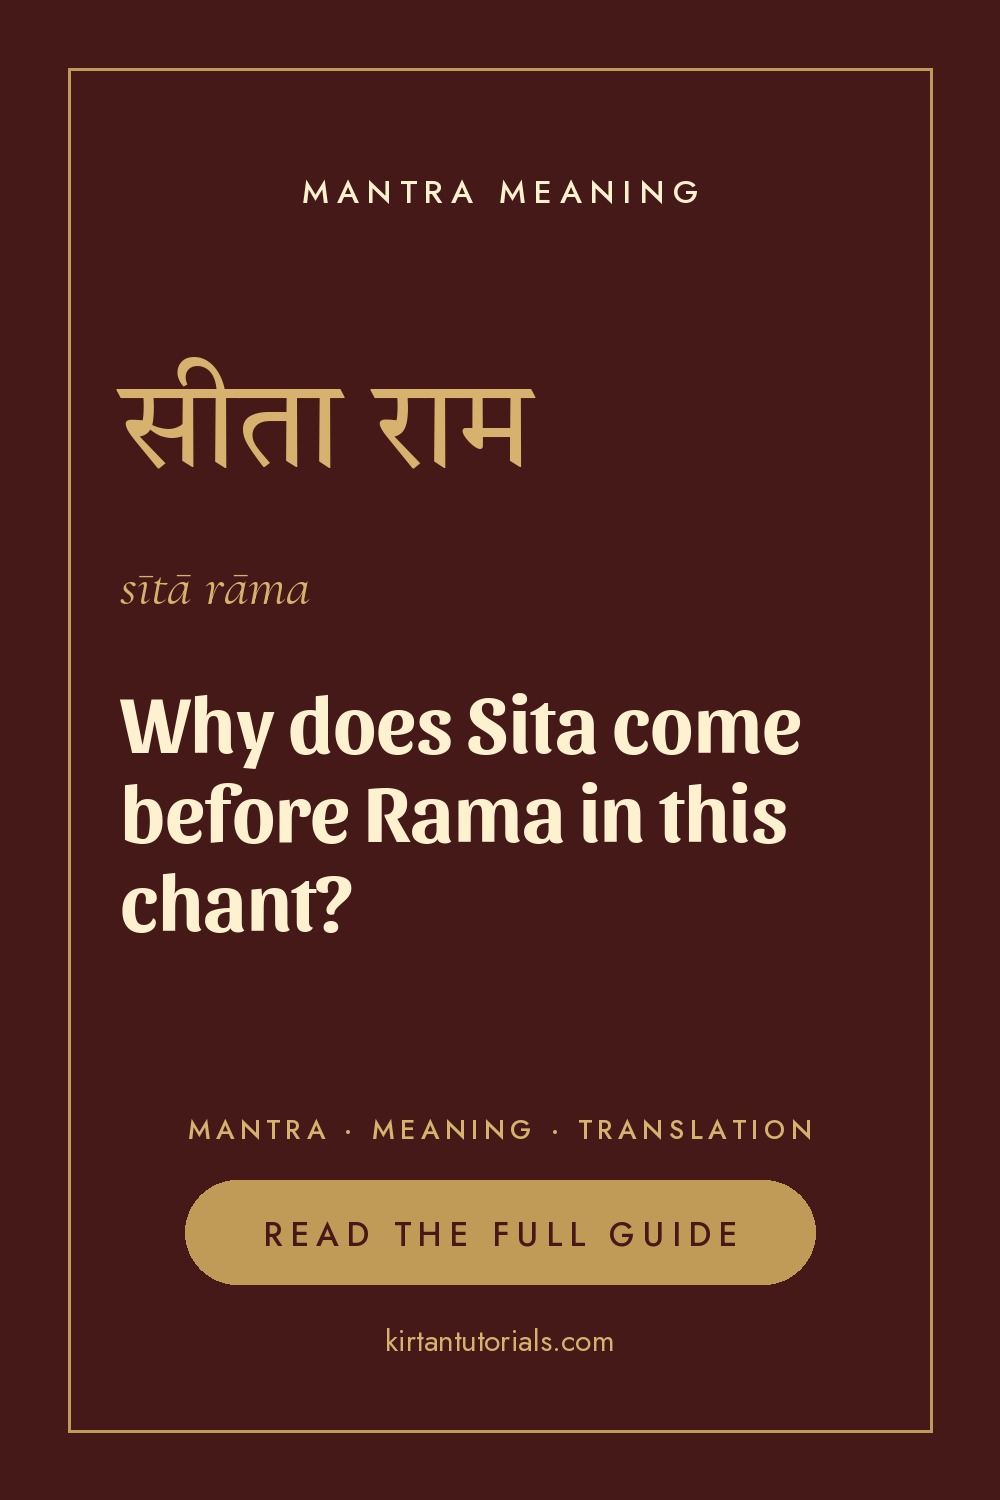 MANTRA MEANING
सीता राम
sītā rāma
Why does Sita come
before Rama in this
chant?
MANTRA · MEANING · TRANSLATION
READ THE FULL GUIDE
kirtantutorials.com